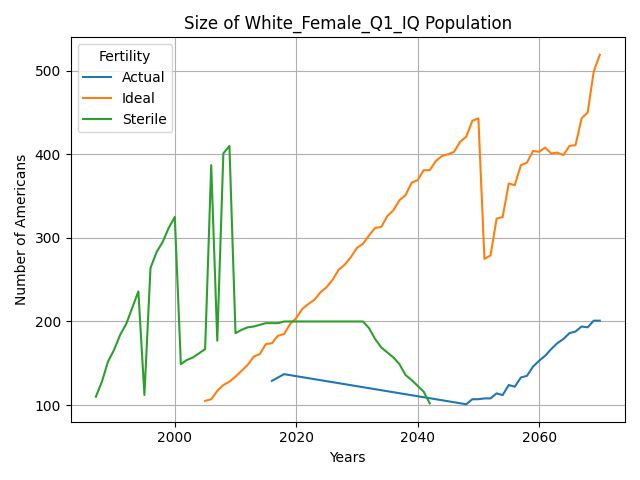 Size of White_Female_Q1_IQ Population
Fertility
Actual
Ideal
Sterile
Number of Americans
500
400
300
200
100
2000
2020
2040
2060
Years